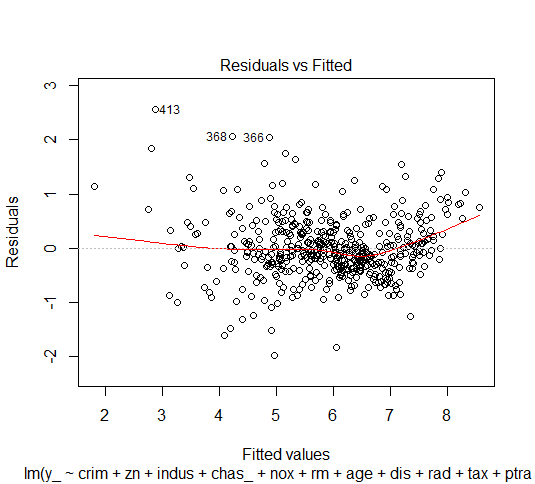 Residuals vs Fitted
3
413
2
368
366
1
0
-1
-2
Residuals
2 3 4 5 6 7 8
Fitted values
lm(y_ ~ crim + zn + indus + chas_ + nox + rm + age + dis + rad + tax + ptra